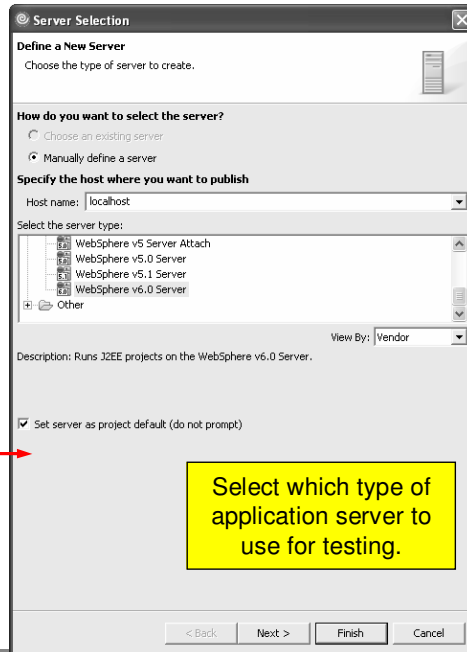 Server Selection
Define a New Server
Choose the type of server to create.
How do you want to select the server?
Choose an existing server
Manually define a server
Specify the host where you want to publish
Host name: localhost
Select the server type:
WebSphere v5 Server Attach
WebSphere v5.0 Server
WebSphere v5.1 Server
WebSphere v6.0 Server
Other
View By: Vendor
Description: Runs J2EE projects on the WebSphere v6.0 Server.
Set server as project default (do not prompt)
Select which type of
application server to
use for testing.
< Back Next > Finish Cancel